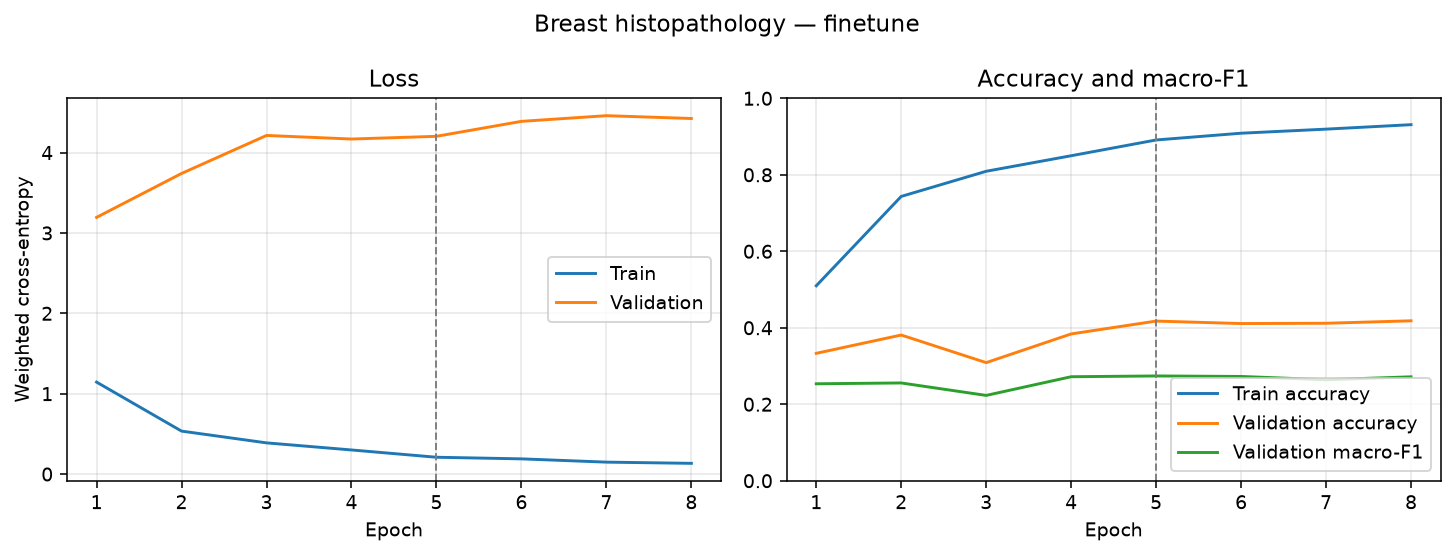 Breast histopathology — finetune
Loss
Weighted cross-entropy
4
3
2
1
0
Train
Validation
1 2 3 4 5 6 7 8
Epoch
Accuracy and macro-F1
1.0
0.8
0.6
0.4
0.2
0.0
Train accuracy
Validation accuracy
Validation macro-F1
1 2 3 4 5 6 7 8
Epoch